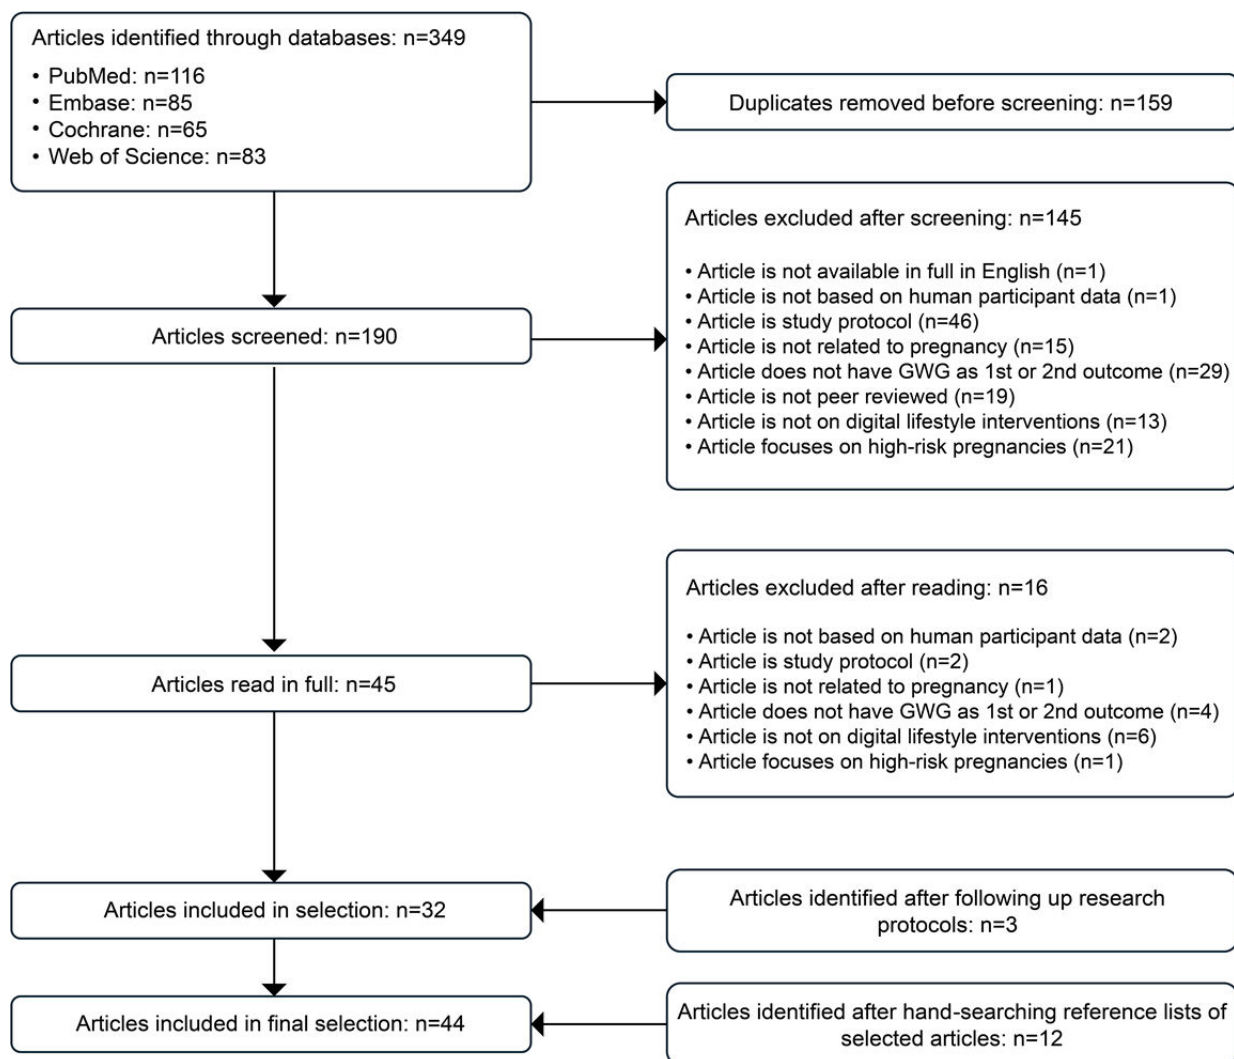 Articles identified through databases: n=349
• PubMed: n=116
• Embase: n=85
• Cochrane: n=65
• Web of Science: n=83
Duplicates removed before screening: n=159
Articles screened: n=190
Articles excluded after screening: n=145
• Article is not available in full in English (n=1)
• Article is not based on human participant data (n=1)
• Article is study protocol (n=46)
• Article is not related to pregnancy (n=15)
• Article does not have GWG as 1st or 2nd outcome (n=29)
• Article is not peer reviewed (n=19)
• Article is not on digital lifestyle interventions (n=13)
• Article focuses on high-risk pregnancies (n=21)
Articles read in full: n=45
Articles excluded after reading: n=16
• Article is not based on human participant data (n=2)
• Article is study protocol (n=2)
• Article is not related to pregnancy (n=1)
• Article does not have GWG as 1st or 2nd outcome (n=4)
• Article is not on digital lifestyle interventions (n=6)
• Article focuses on high-risk pregnancies (n=1)
Articles included in selection: n=32
Articles identified after following up research
protocols: n=3
Articles included in final selection: n=44
Articles identified after hand-searching reference lists of
selected articles: n=12